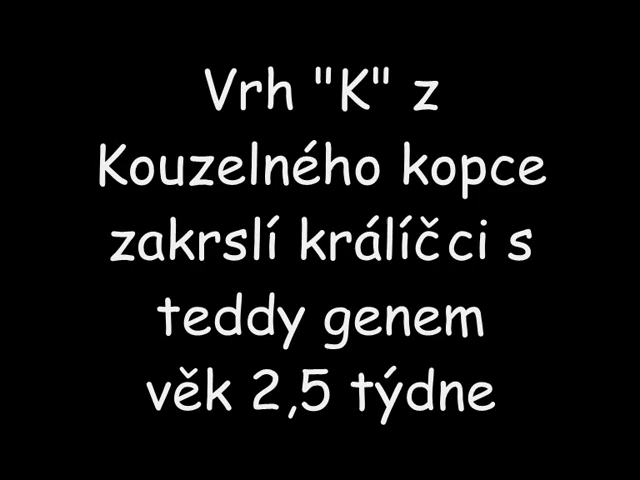 Vrh "K" z
Kouzelného kopce
zakrslí králíčci s
teddy genem
věk 2,5 týdne